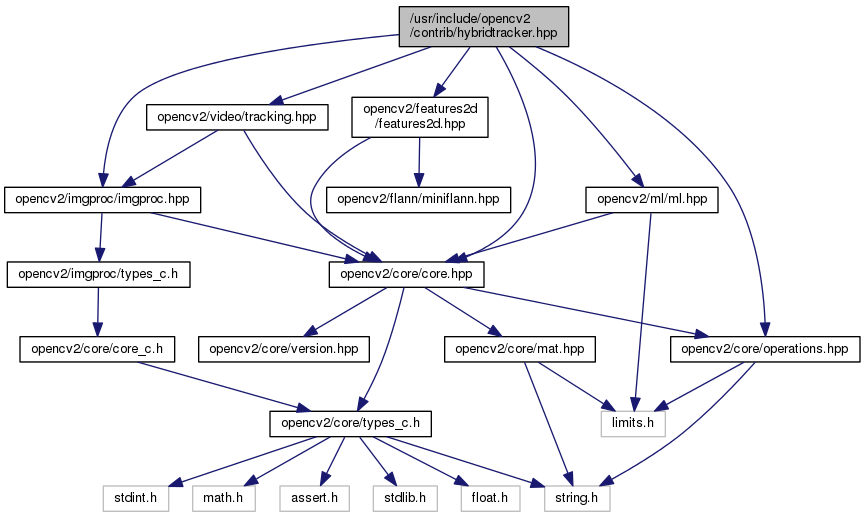 /usr/include/opencv2
/contrib/hybridtracker.hpp
opencv2/video/tracking.hpp
opencv2/features2d
/features2d.hpp
opencv2/imgproc/imgproc.hpp
opencv2/flann/miniflann.hpp
opencv2/ml/ml.hpp
opencv2/imgproc/types_c.h
opencv2/core/core.hpp
opencv2/core/core_c.h
opencv2/core/version.hpp
opencv2/core/mat.hpp
opencv2/core/operations.hpp
opencv2/core/types_c.h
limits.h
stdint.h
math.h
assert.h
stdlib.h
float.h
string.h